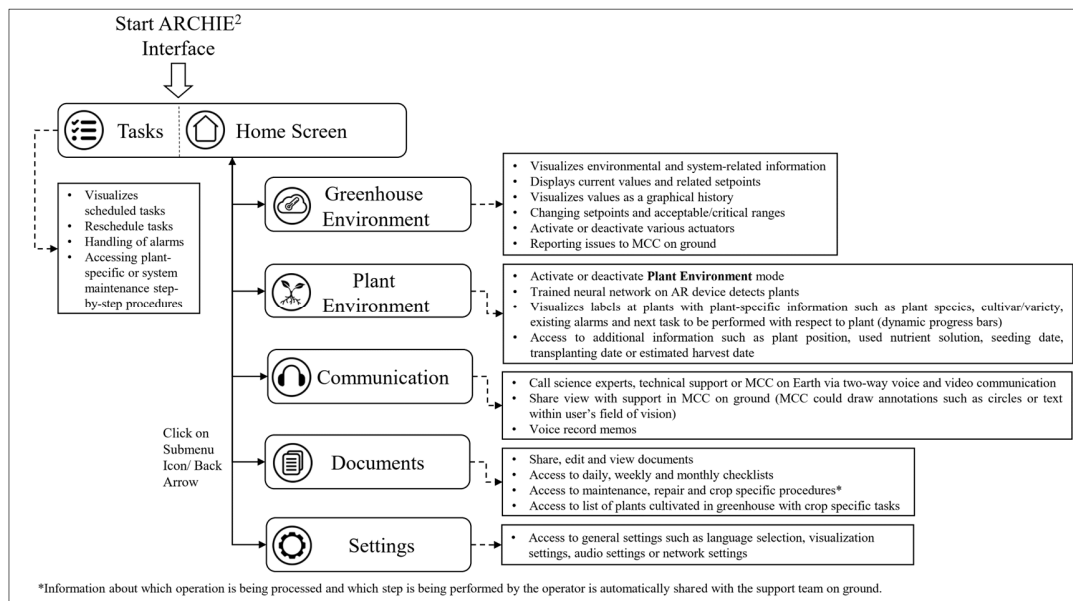 Start ARCHIE²
Interface
Tasks
Home Screen
• Visualizes
scheduled tasks
• Reschedule tasks
• Handling of alarms
• Accessing plant-
specific or system
maintenance step-
by-step procedures
Greenhouse
Environment
• Visualizes environmental and system-related information
• Displays current values and related setpoints
• Visualizes values as a graphical history
• Changing setpoints and acceptable/critical ranges
• Activate or deactivate various actuators
• Reporting issues to MCC on ground
Plant
Environment
• Activate or deactivate Plant Environment mode
• Trained neural network on AR device detects plants
• Visualizes labels at plants with plant-specific information such as plant species, cultivar/variety,
existing alarms and next task to be performed with respect to plant (dynamic progress bars)
• Access to additional information such as plant position, used nutrient solution, seeding date,
transplanting date or estimated harvest date
Communication
• Call science experts, technical support or MCC on Earth via two-way voice and video communication
• Share view with support in MCC on ground (MCC could draw annotations such as circles or text
within user's field of vision)
• Voice record memos
Click on
Submenu
Icon/ Back
Arrow
Documents
• Share, edit and view documents
• Access to daily, weekly and monthly checklists
• Access to maintenance, repair and crop specific procedures*
• Access to list of plants cultivated in greenhouse with crop specific tasks
Settings
• Access to general settings such as language selection, visualization
settings, audio settings or network settings
*Information about which operation is being processed and which step is being performed by the operator is automatically shared with the support team on ground.